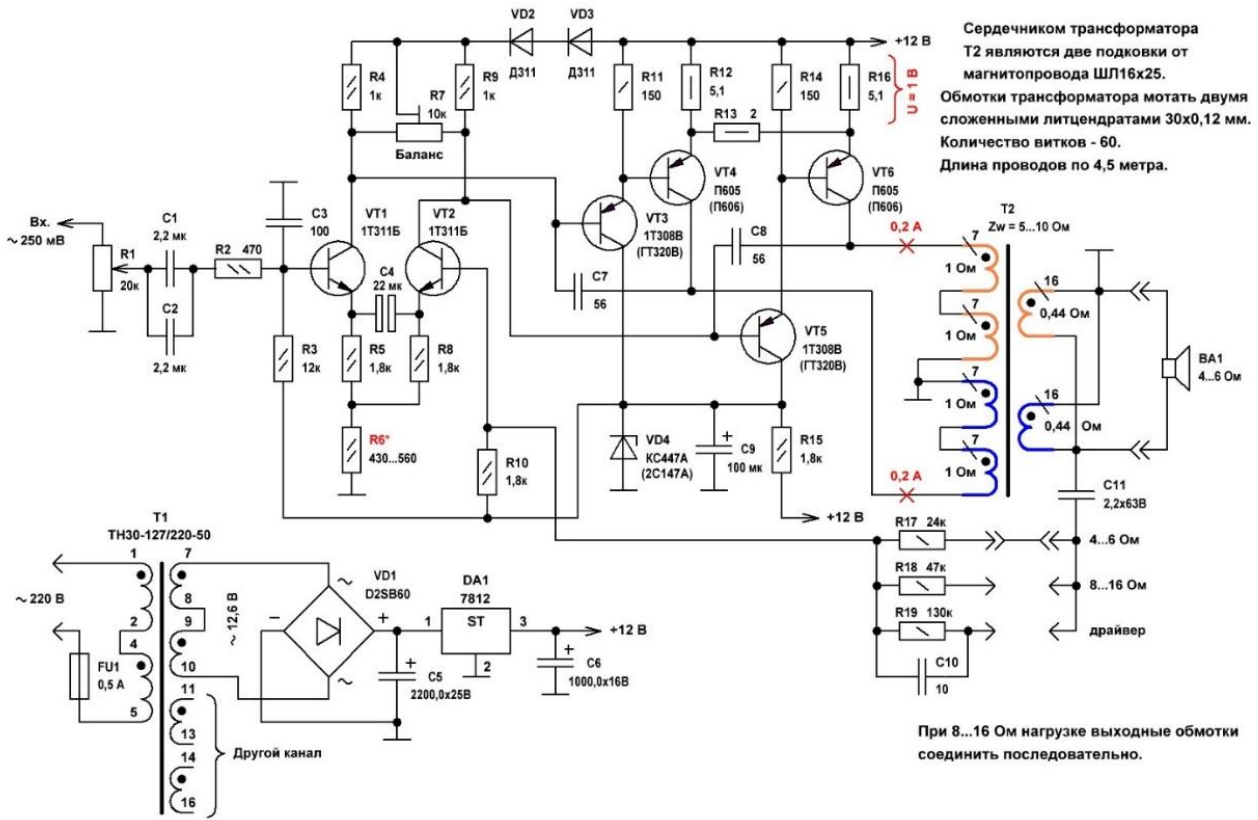 VD2
VD3
Д311
Д311
+12 В
R4
1к
R7
10к
Баланс
R9
1к
R11
150
R12
5,1
R13 2
R14
150
R16
5,1
U = 1 В
Сердечником трансформатора
Т2 являются две подковки от
магнитопровода ШЛ16х25.
Обмотки трансформатора мотать двумя
сложенными литцендратами 30х0,12 мм.
Количество витков - 60.
Длина проводов по 4,5 метра.
Вх.
~ 250 мВ
R1
20к
C1
2,2 мк
C2
2,2 мк
R2 470
C3
100
VT1
1Т311Б
VT2
1Т311Б
C4
22 мк
VT3
1Т308В
(ГТ320В)
VT4
П605
(П606)
VT6
П605
(П606)
C7
56
C8
56
VT5
1Т308В
(ГТ320В)
0,2 А
T2
Zw = 5...10 Ом
7
1 Ом
7
1 Ом
7
1 Ом
7
1 Ом
16
0,44 Ом
16
0,44 Ом
BA1
4...6 Ом
R3
12к
R5
1,8к
R8
1,8к
R6*
430...560
R10
1,8к
VD4
КС447А
(2С147А)
C9
100 мк
R15
1,8к
+12 В
0,2 А
C11
2,2х63В
R17 24к
4...6 Ом
R18 47к
8...16 Ом
R19 130к
драйвер
C10
10
T1
ТН30-127/220-50
~ 220 В
FU1
0,5 А
1
2
4
5
7
8
9
10
11
13
14
16
~ 12,6 В
Другой канал
VD1
D2SB60
~
~
−
+
C5
2200,0х25В
DA1
7812
ST
1
2
3
C6
1000,0х16В
+12 В
При 8...16 Ом нагрузке выходные обмотки
соединить последовательно.